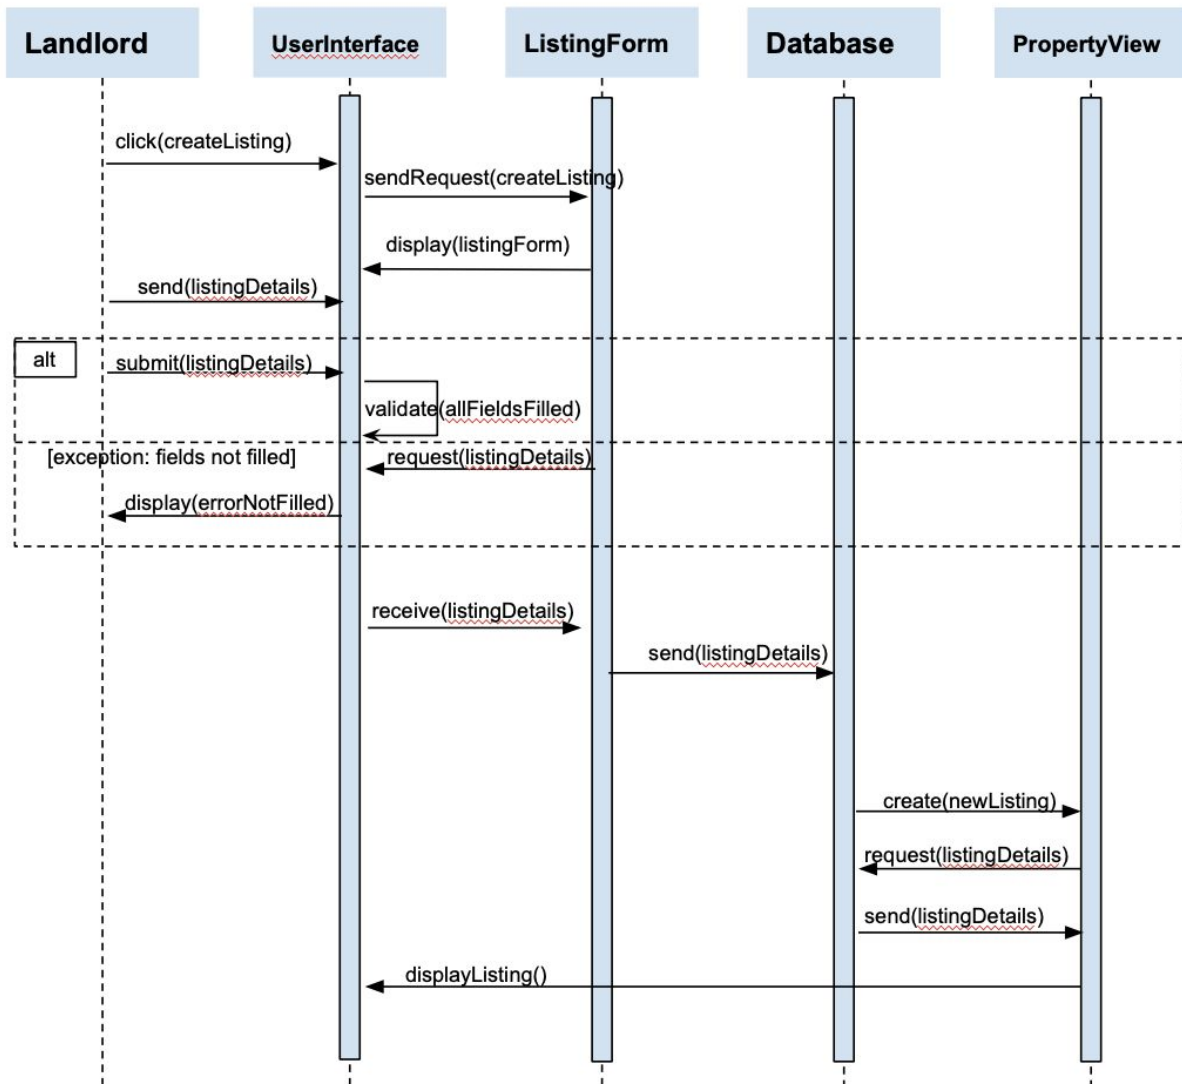 Landlord
UserInterface
ListingForm
Database
PropertyView
click(createListing)
sendRequest(createListing)
display(listingForm)
send(listingDetails)
alt
submit(listingDetails)
validate(allFieldsFilled)
[exception: fields not filled]
request(listingDetails)
display(errorNotFilled)
receive(listingDetails)
send(listingDetails)
create(newListing)
request(listingDetails)
send(listingDetails)
displayListing()